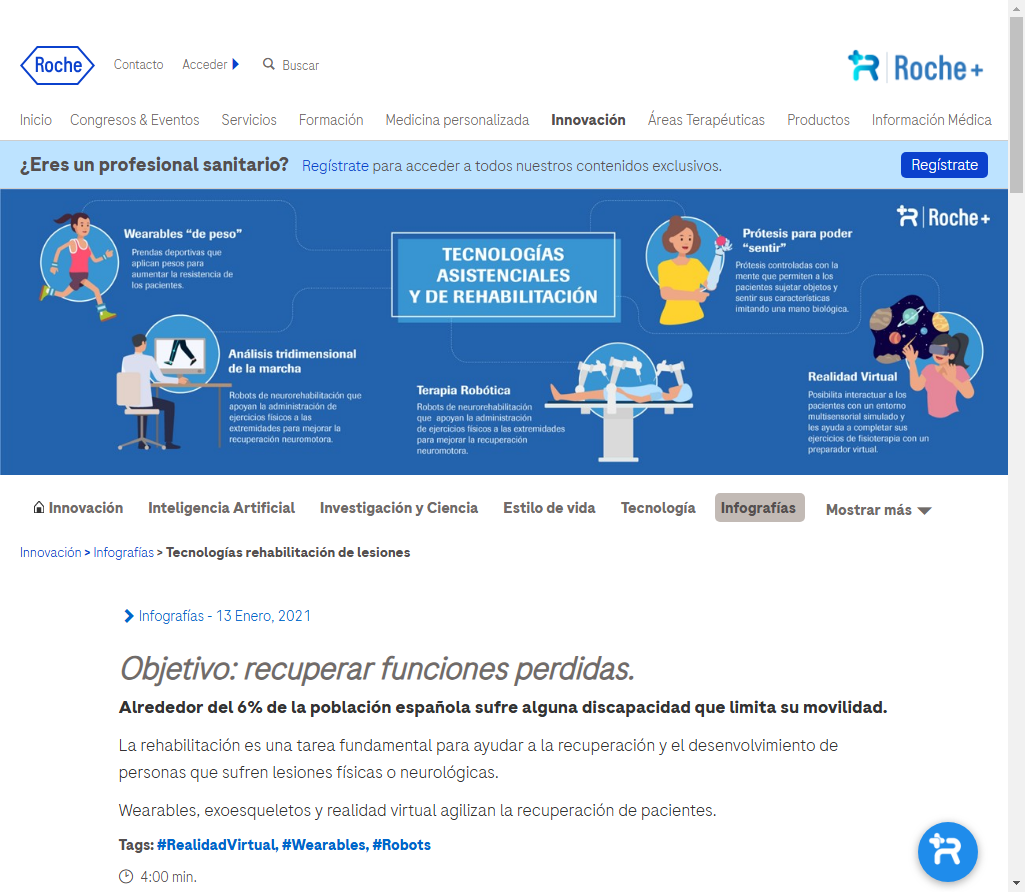 Roche
Contacto
Acceder
Buscar
Roche+
Inicio
Congresos & Eventos
Servicios
Formación
Medicina personalizada
Innovación
Áreas Terapéuticas
Productos
Información Médica
¿Eres un profesional sanitario?
Regístrate para acceder a todos nuestros contenidos exclusivos.
Regístrate
Roche+
Wearables “de peso”
Prendas deportivas que
aplican pesos para
aumentar la resistencia de
los pacientes.
TECNOLOGÍAS
ASISTENCIALES
Y DE REHABILITACIÓN
Prótesis para poder
“sentir”
Prótesis controladas con la
mente que permiten a los
pacientes sujetar objetos y
sentir sus características
imitando una mano biológica.
Análisis tridimensional
de la marcha
Robots de neurorehabilitación que
apoyan la administración de
ejercicios físicos a las
extremidades para mejorar la
recuperación neuromotora.
Terapia Robótica
Robots de neurorehabilitación
que apoyan la administración
de ejercicios físicos a las extremidades
para mejorar la recuperación
neuromotora.
Realidad Virtual
Posibilita interactuar a los
pacientes con un entorno
multisensorial simulado y
les ayuda a completar sus
ejercicios de fisioterapia con un
preparador virtual.
Innovación
Inteligencia Artificial
Investigación y Ciencia
Estilo de vida
Tecnología
Infografías
Mostrar más
Innovación > Infografías > Tecnologías rehabilitación de lesiones
Infografías - 13 Enero, 2021
Objetivo: recuperar funciones perdidas.
Alrededor del 6% de la población española sufre alguna discapacidad que limita su movilidad.
La rehabilitación es una tarea fundamental para ayudar a la recuperación y el desenvolvimiento de
personas que sufren lesiones físicas o neurológicas.
Wearables, exoesqueletos y realidad virtual agilizan la recuperación de pacientes.
Tags: #RealidadVirtual, #Wearables, #Robots
4:00 min.